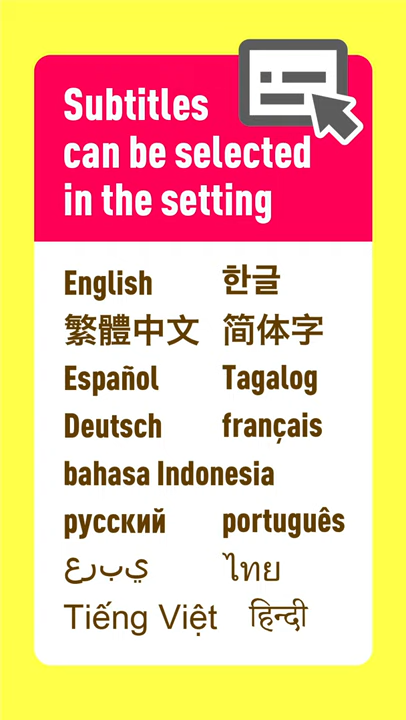 Subtitles
can be selected
in the setting
English 한글
繁體中文 简体字
Español Tagalog
Deutsch français
bahasa Indonesia
русский português
يبرع ไทย
Tiếng Việt हिन्दी